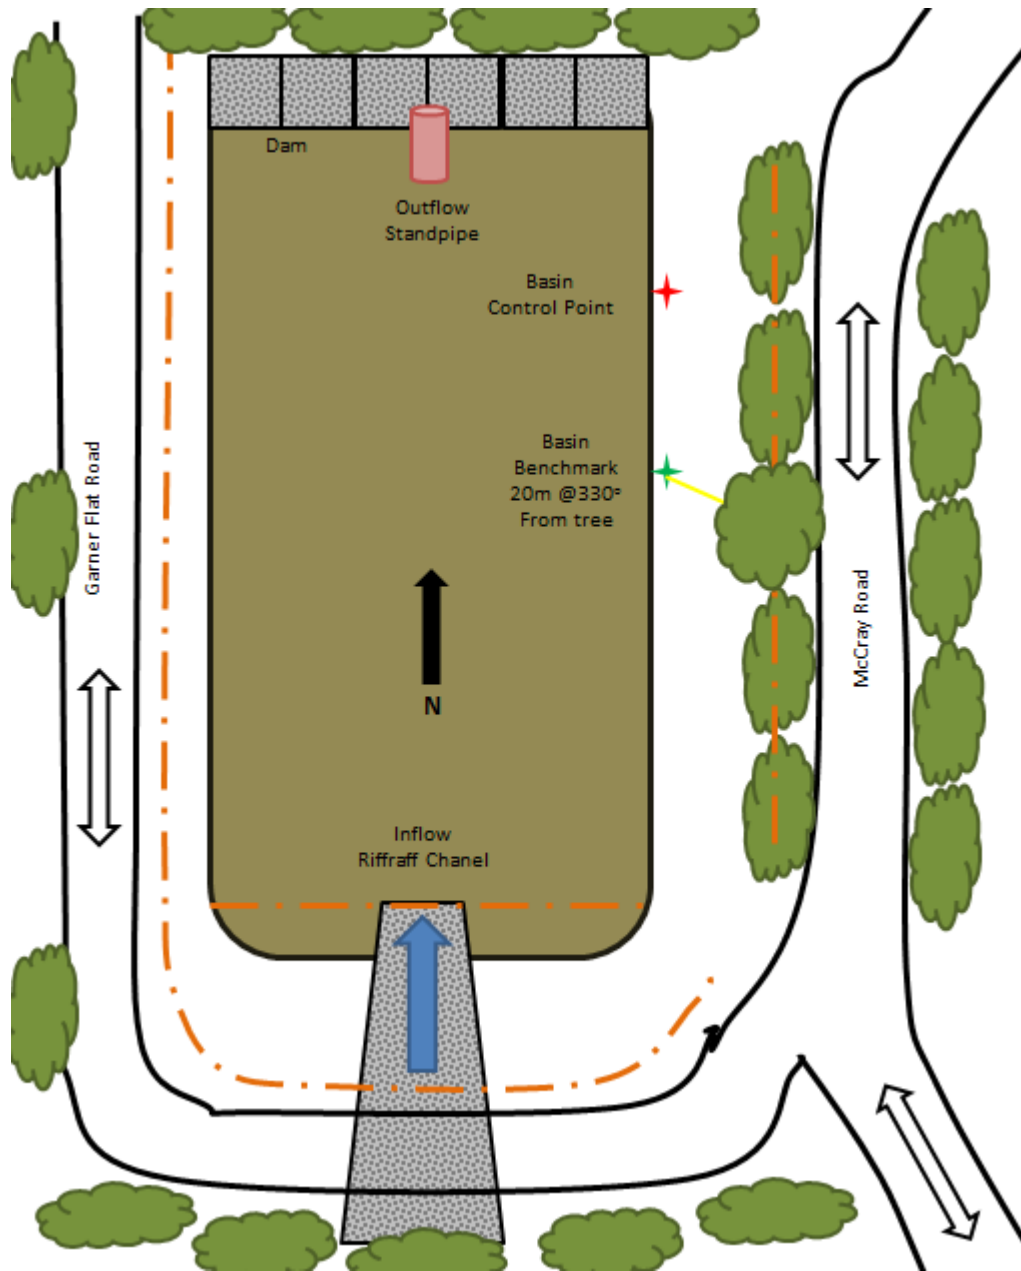 Dam
Outflow
Standpipe
Basin
Control Point
Basin
Benchmark
20m @330°
From tree
Garner Flat Road
McCray Road
N
Inflow
Riffraff Chanel